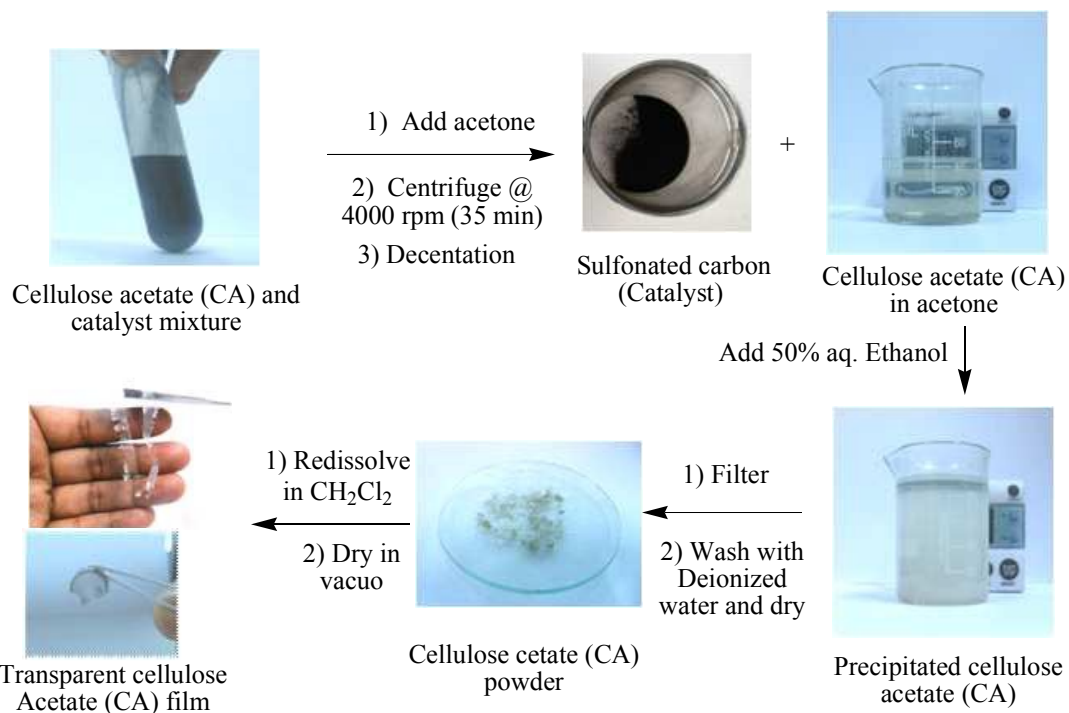 1) Add acetone
2) Centrifuge @
4000 rpm (35 min)
3) Decentation
+
Cellulose acetate (CA) and
catalyst mixture
Sulfonated carbon
(Catalyst)
Cellulose acetate (CA)
in acetone
Add 50% aq. Ethanol
Precipitated cellulose
acetate (CA)
1) Filter
2) Wash with
Deionized
water and dry
Cellulose cetate (CA)
powder
1) Redissolve
in CH₂Cl₂
2) Dry in
vacuo
Transparent cellulose
Acetate (CA) film